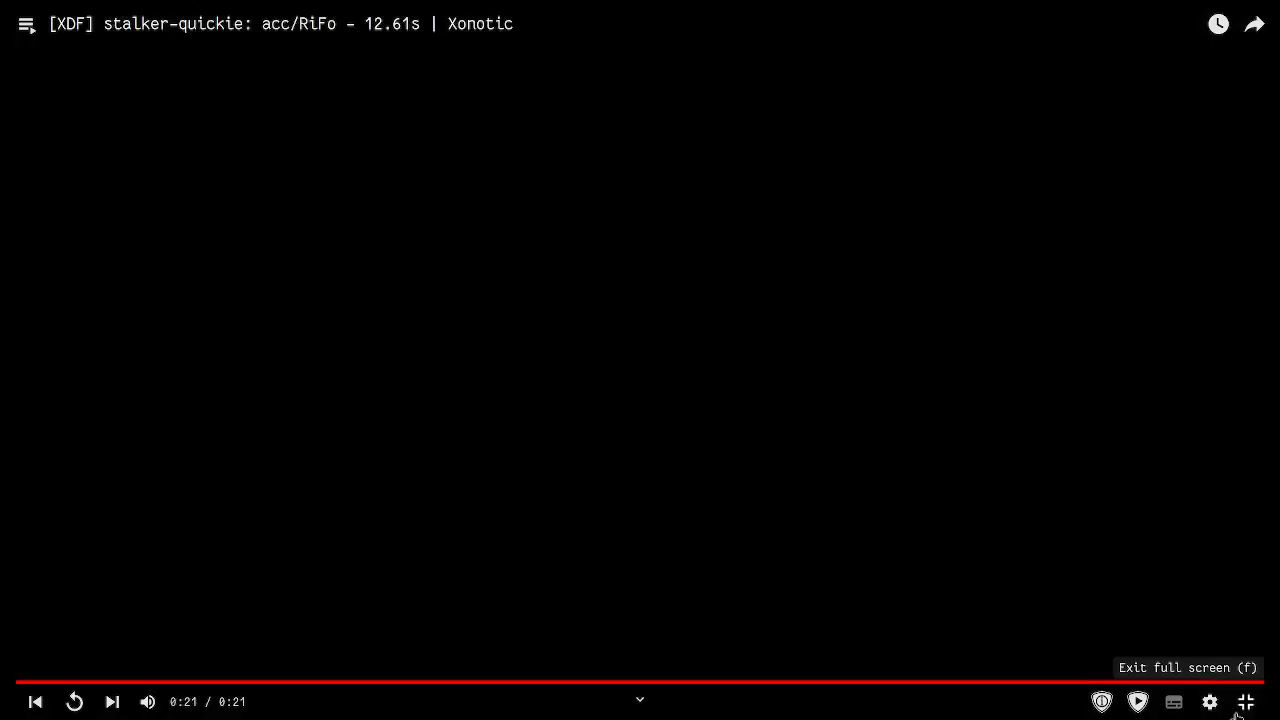 [XDF] stalker-quickie: acc/RiFo - 12.61s | Xonotic
Exit full screen (f)
0:21 / 0:21